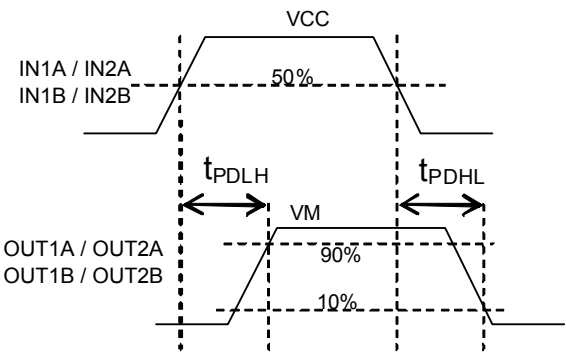 VCC
IN1A / IN2A
IN1B / IN2B
50%
tPDLH
tPDHL
VM
OUT1A / OUT2A
OUT1B / OUT2B
90%
10%